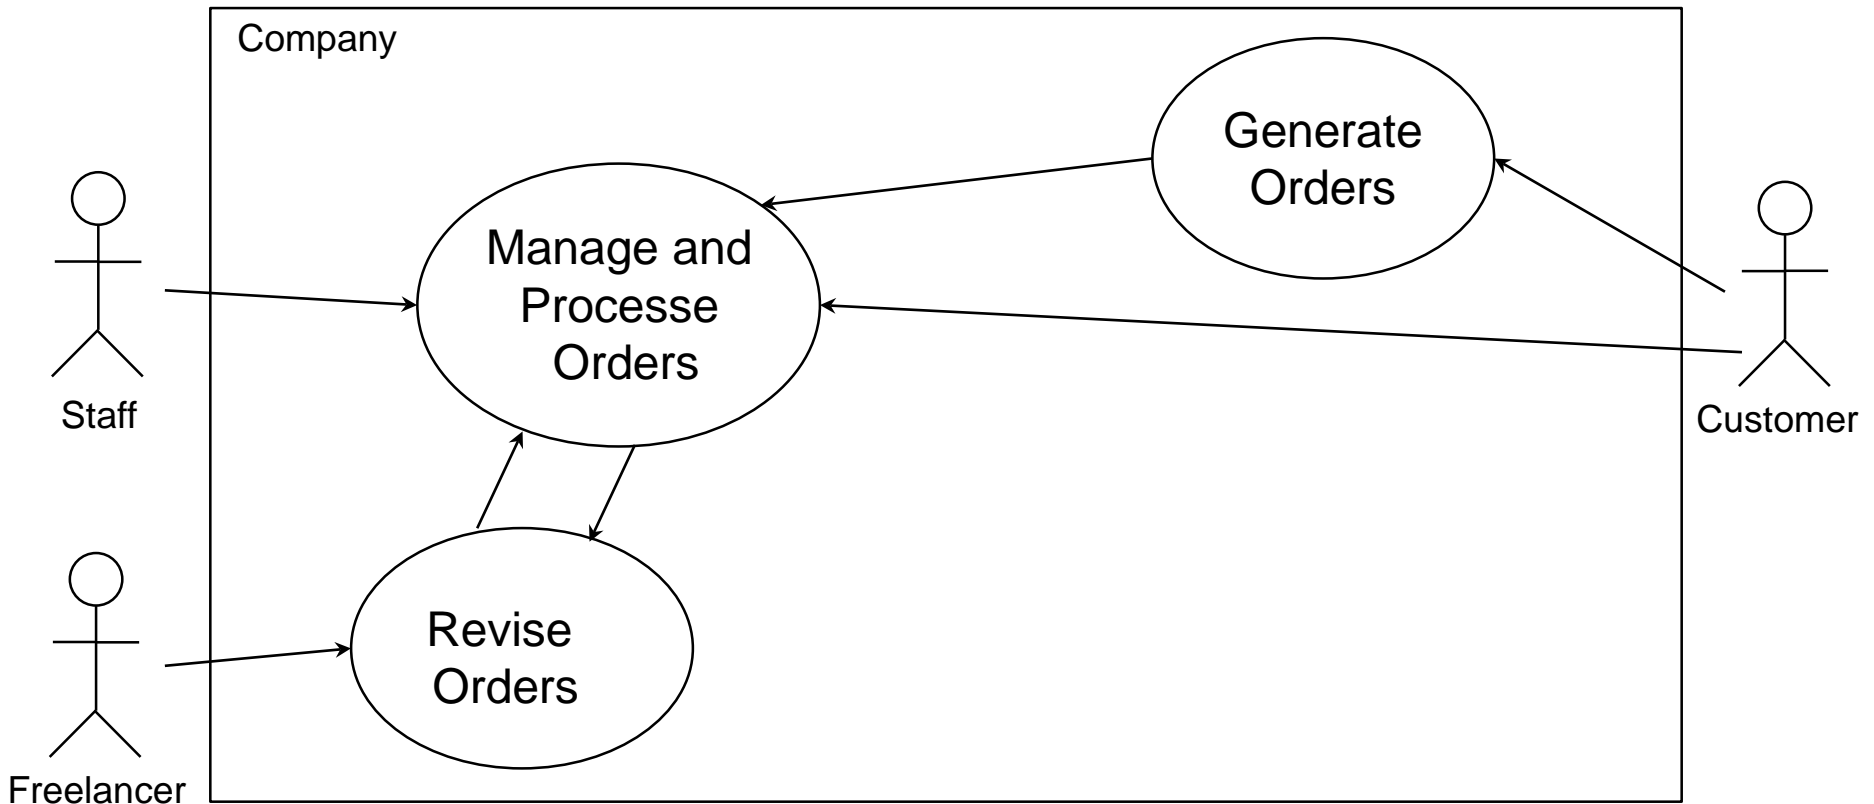 Company
Generate
Orders
Manage and
Processe
Orders
Staff
Customer
Revise
Orders
Freelancer